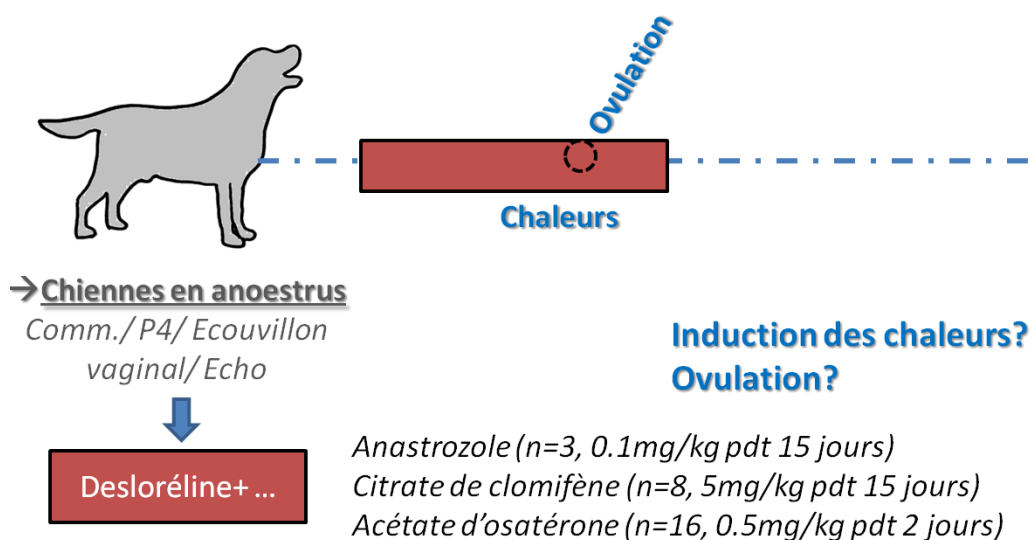 Ovulation
Chaleurs
→Chiennes en anoestrus
Comm./ P4/ Ecouvillon
vaginal/ Echo
Induction des chaleurs?
Ovulation?
Desloréline+ ...
Anastrozole (n=3, 0.1mg/kg pdt 15 jours)
Citrate de clomifène (n=8, 5mg/kg pdt 15 jours)
Acétate d'osatérone (n=16, 0.5mg/kg pdt 2 jours)